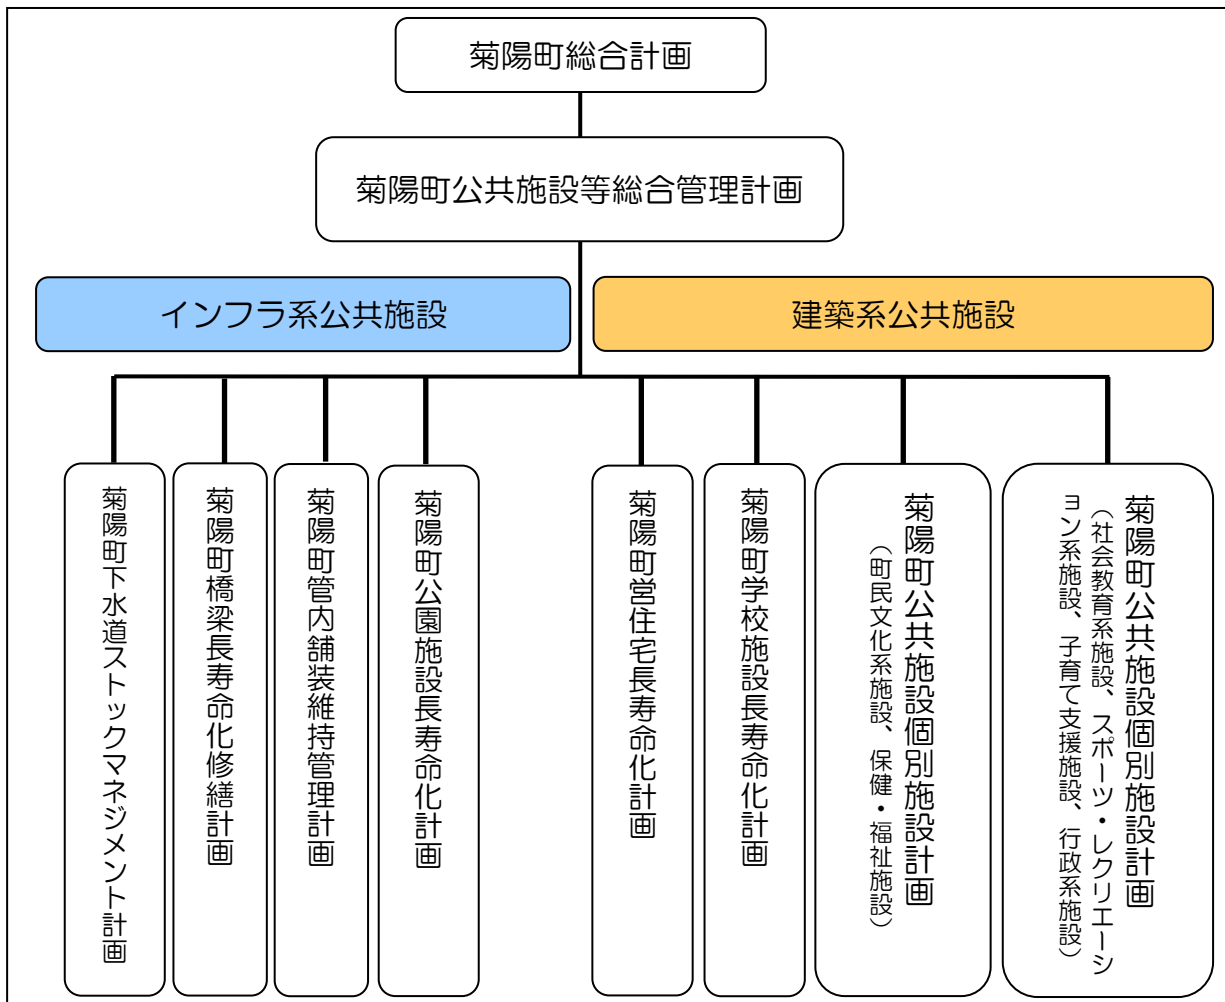 菊陽町総合計画
菊陽町公共施設等総合管理計画
インフラ系公共施設
建築系公共施設
菊陽町下水道ストックマネジメント計画
菊陽町橋梁長寿命化修繕計画
菊陽町管内舗装維持管理計画
菊陽町公園施設長寿命化計画
菊陽町営住宅長寿命化計画
菊陽町学校施設長寿命化計画
菊陽町公共施設個別施設計画
（町民文化系施設、保健・福祉施設）
菊陽町公共施設個別施設計画
（社会教育系施設、スポーツ・レクリエーシ
ョン系施設、子育て支援施設、行政系施設）